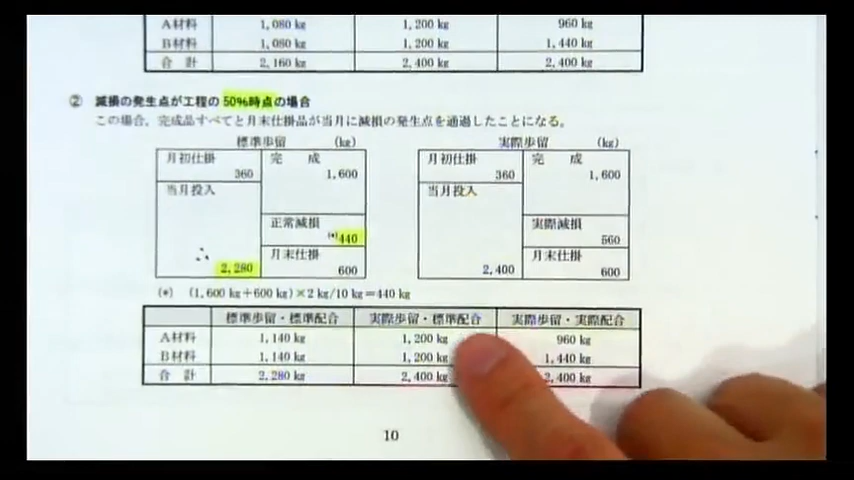 A材料 1,080 kg 1,200 kg 960 kg
B材料 1,080 kg 1,200 kg 1,440 kg
合 計 2,160 kg 2,400 kg 2,400 kg
② 減損の発生点が工程の50%時点の場合
この場合、完成品すべてと月末仕掛品が当月に減損の発生点を通過したことになる。
標準歩留 (kg)
月初仕掛 完 成
360 1,600
当月投入
正常減損
(*)440
∴ 月末仕掛
2,280 600
実際歩留 (kg)
月初仕掛 完 成
360 1,600
当月投入
実際減損
560
月末仕掛
2,400 600
(*) (1,600 kg+600 kg)×2 kg/10 kg=440 kg
標準歩留・標準配合 実際歩留・標準配合 実際歩留・実際配合
A材料 1,140 kg 1,200 kg 960 kg
B材料 1,140 kg 1,200 kg 1,440 kg
合 計 2,280 kg 2,400 kg 2,400 kg
10